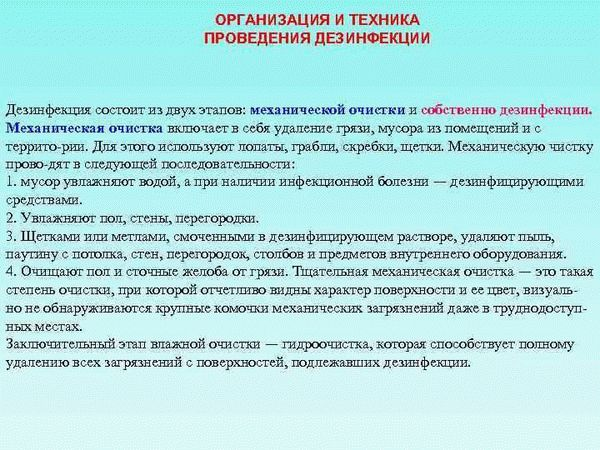 ОРГАНИЗАЦИЯ И ТЕХНИКА
ПРОВЕДЕНИЯ ДЕЗИНФЕКЦИИ
Дезинфекция состоит из двух этапов: механической очистки и собственно дезинфекции.
Механическая очистка включает в себя удаление грязи, мусора из помещений и с
террито-рии. Для этого используют лопаты, грабли, скребки, щетки. Механическую чистку
прово-дят в следующей последовательности:
1. мусор увлажняют водой, а при наличии инфекционной болезни — дезинфицирующими
средствами.
2. Увлажняют пол, стены, перегородки.
3. Щетками или метлами, смоченными в дезинфицирующем растворе, удаляют пыль,
паутину с потолка, стен, перегородок, столбов и предметов внутреннего оборудования.
4. Очищают пол и сточные желоба от грязи. Тщательная механическая очистка — это такая
степень очистки, при которой отчетливо видны характер поверхности и ее цвет, визуаль-
но не обнаруживаются крупные комочки механических загрязнений даже в труднодоступ-
ных местах.
Заключительный этап влажной очистки — гидроочистка, которая способствует полному
удалению всех загрязнений с поверхностей, подлежавших дезинфекции.